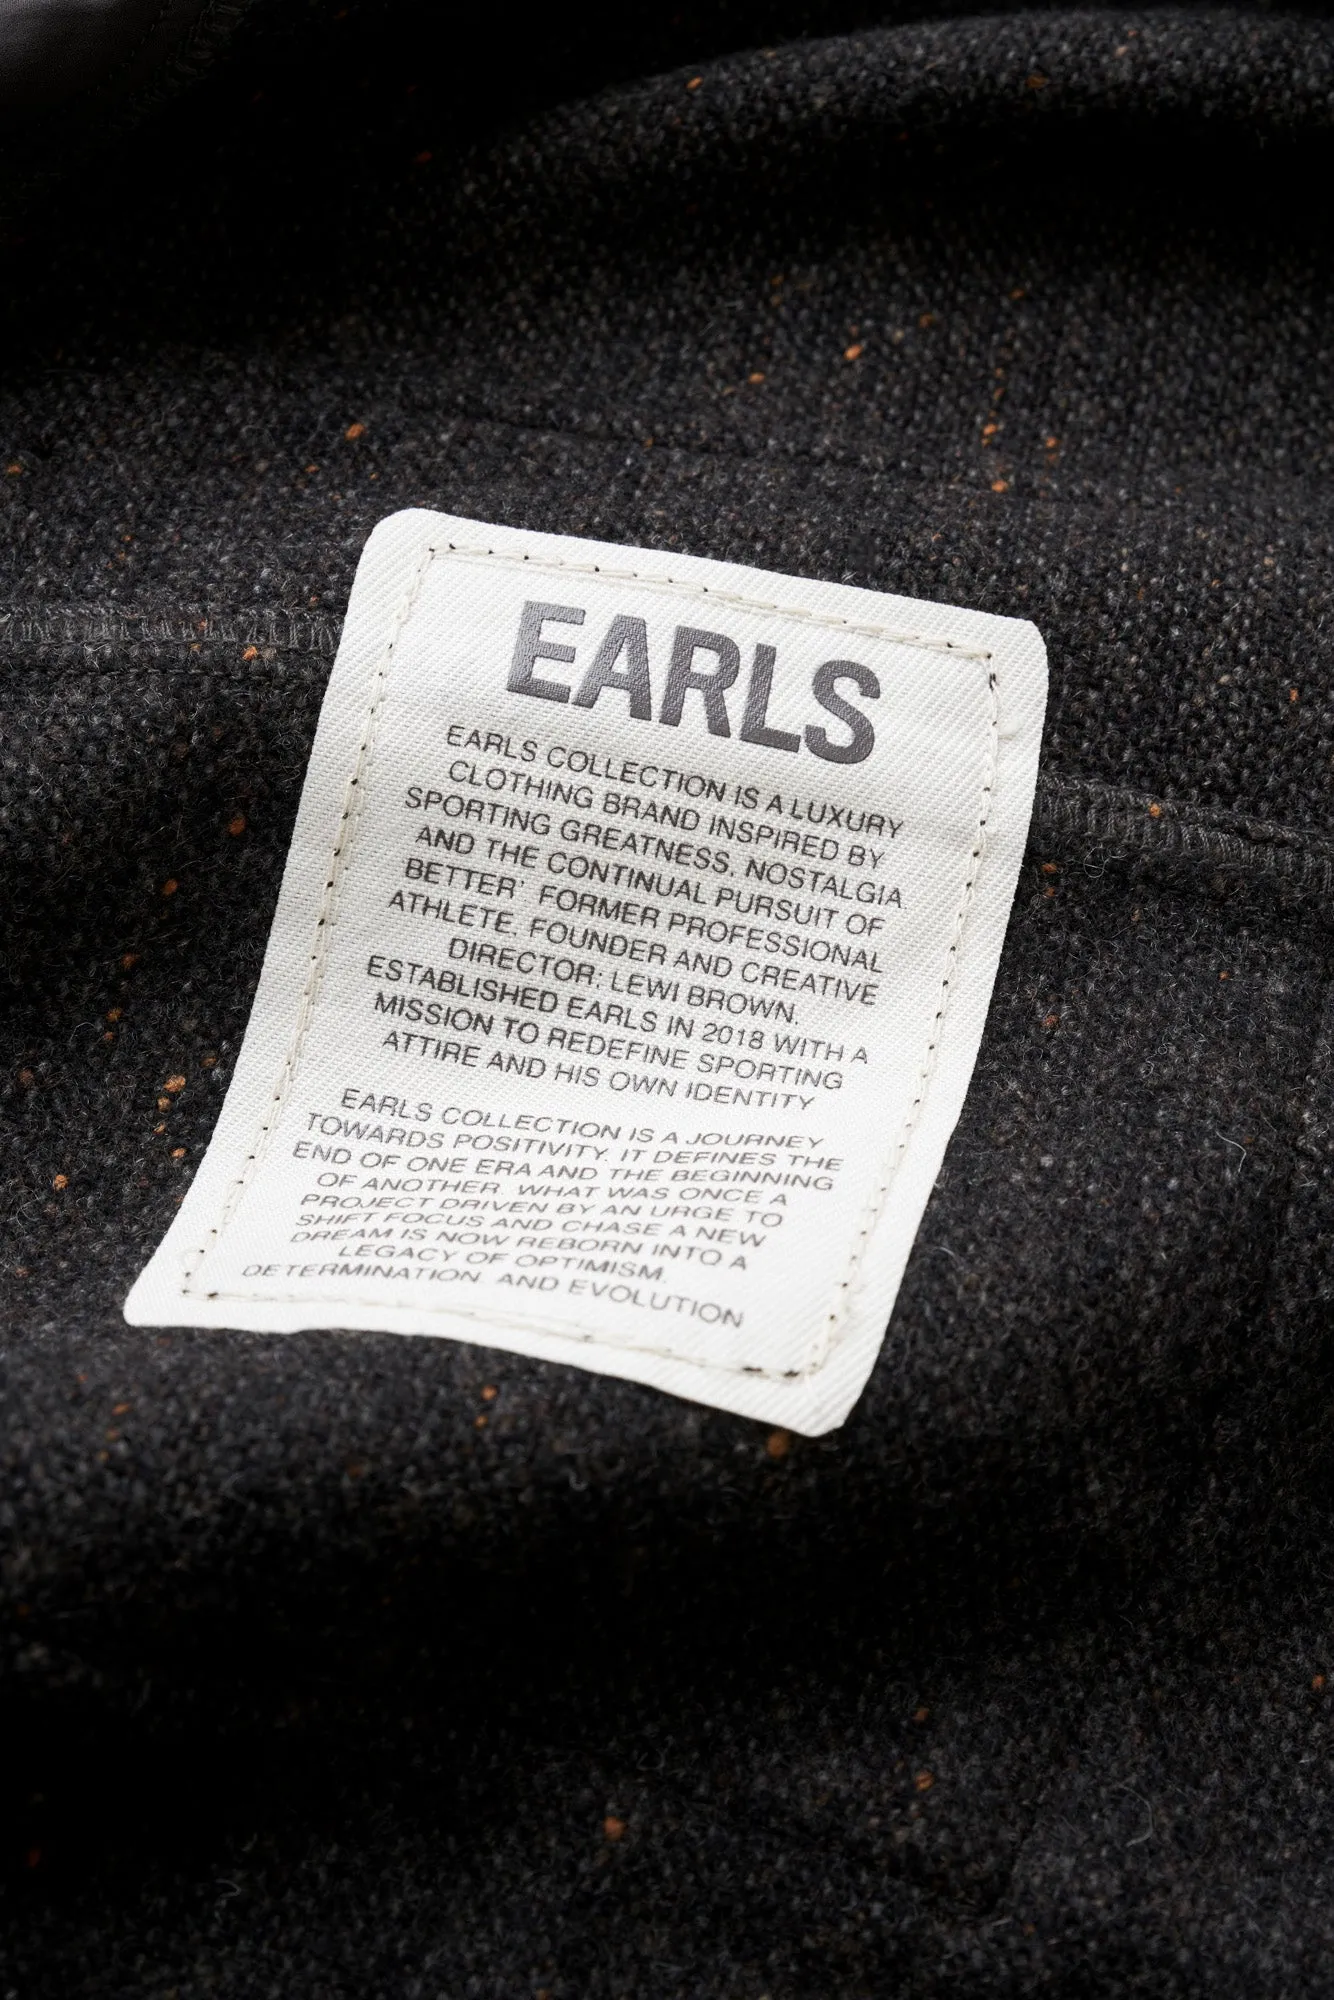 EARLS
EARLS COLLECTION IS A LUXURY
CLOTHING BRAND INSPIRED BY
SPORTING GREATNESS, NOSTALGIA
AND THE CONTINUAL PURSUIT OF
BETTER' FORMER PROFESSIONAL
ATHLETE, FOUNDER AND CREATIVE
DIRECTOR; LEWI BROWN,
ESTABLISHED EARLS IN 2018 WITH A
MISSION TO REDEFINE SPORTING
ATTIRE AND HIS OWN IDENTITY
EARLS COLLECTION IS A JOURNEY
TOWARDS POSITIVITY. IT DEFINES THE
END OF ONE ERA AND THE BEGINNING
OF ANOTHER. WHAT WAS ONCE A
PROJECT DRIVEN BY AN URGE TO
SHIFT FOCUS AND CHASE A NEW
DREAM IS NOW REBORN INTO A
LEGACY OF OPTIMISM,
DETERMINATION AND EVOLUTION